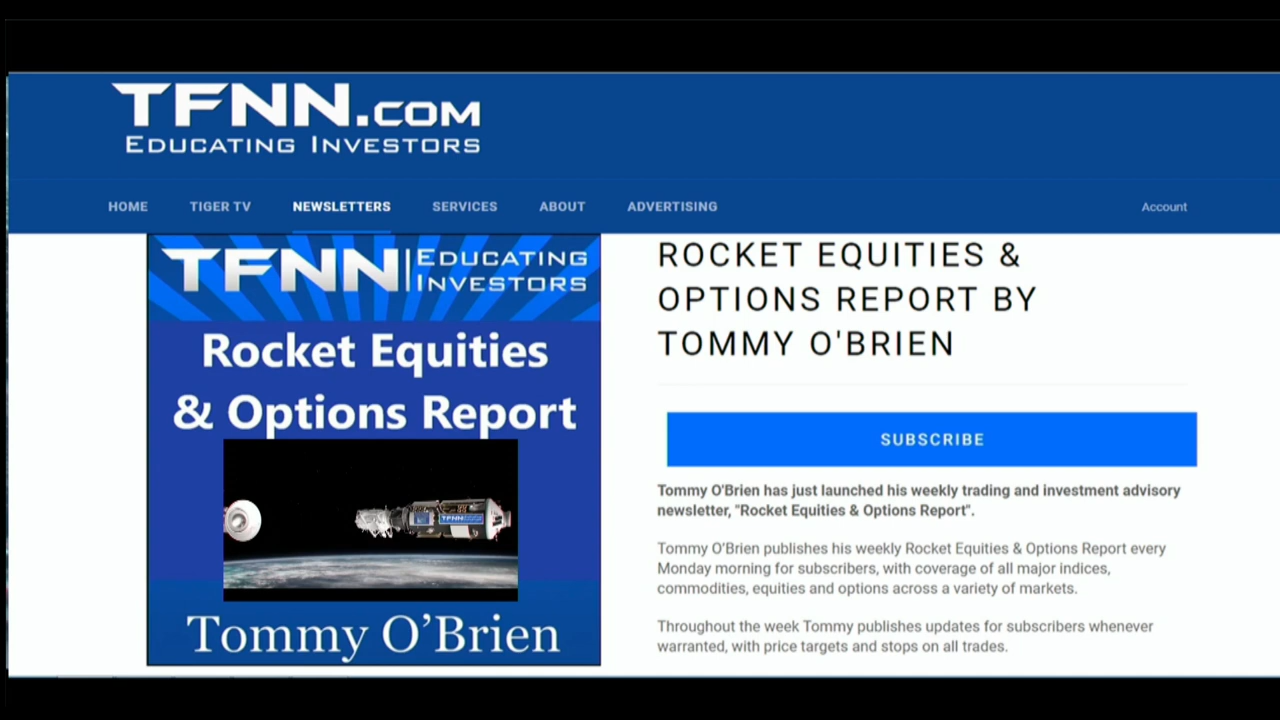 TFNN.COM
EDUCATING INVESTORS
HOME TIGER TV NEWSLETTERS SERVICES ABOUT ADVERTISING Account
TFNN EDUCATING
INVESTORS
Rocket Equities
& Options Report
TFNN
Tommy O’Brien
ROCKET EQUITIES &
OPTIONS REPORT BY
TOMMY O'BRIEN
SUBSCRIBE
Tommy O'Brien has just launched his weekly trading and investment advisory
newsletter, "Rocket Equities & Options Report".
Tommy O’Brien publishes his weekly Rocket Equities & Options Report every
Monday morning for subscribers, with coverage of all major indices,
commodities, equities and options across a variety of markets.
Throughout the week Tommy publishes updates for subscribers whenever
warranted, with price targets and stops on all trades.